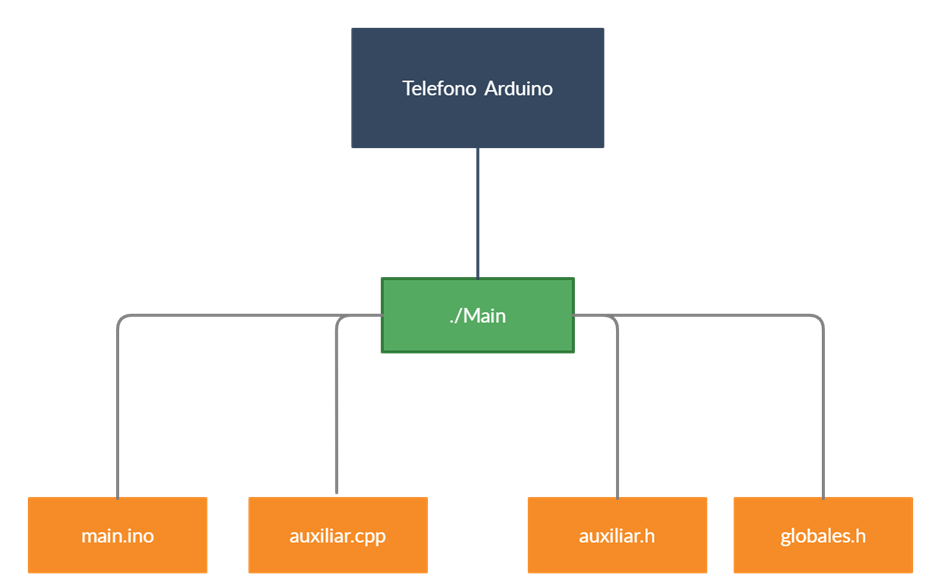 Telefono Arduino
./Main
main.ino
auxiliar.cpp
auxiliar.h
globales.h